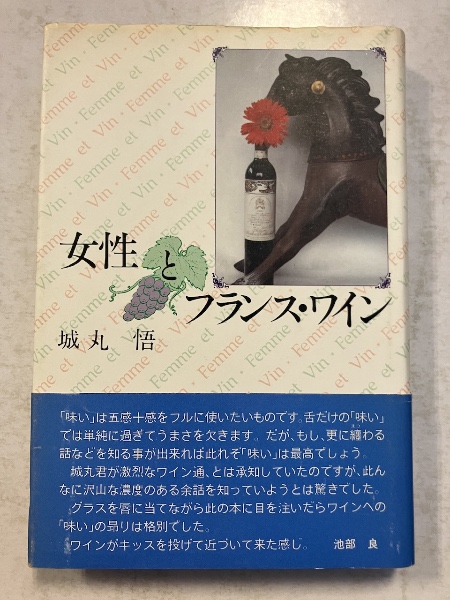 Femme et Vin · Femme et Vin · Femme et Vin
女性
と
フランス・ワイン
城丸 悟
「味い」は五感十感をフルに使いたいものです。舌だけの「味い」
では単純に過ぎてうまさを欠きます。だが、もし、更に纏わる
話などを知る事が出来れば此れぞ「味い」は最高でしょう。
城丸君が激烈なワイン通、とは承知していたのですが、此ん
なに沢山な濃度のある余話を知っていようとは驚きでした。
グラスを唇に当てながら此の本に目を注いだらワインへの
「味い」の昂りは格別でした。
ワインがキッスを投げて近づいて来た感じ。 池部 良